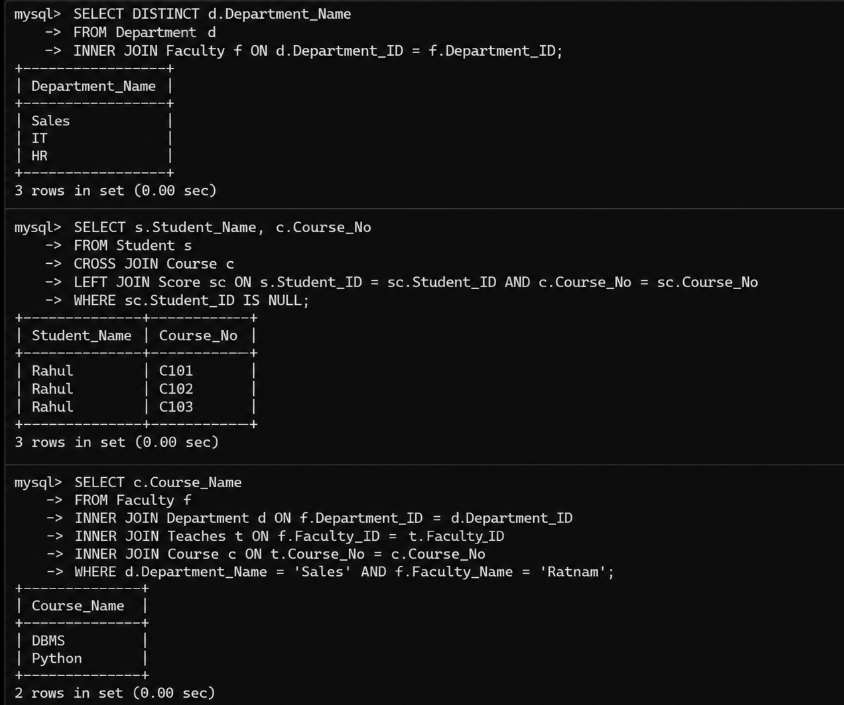 mysql> SELECT DISTINCT d.Department_Name
    -> FROM Department d
    -> INNER JOIN Faculty f ON d.Department_ID = f.Department_ID;
+-----------------+
| Department_Name |
+-----------------+
| Sales           |
| IT              |
| HR              |
+-----------------+
3 rows in set (0.00 sec)
mysql> SELECT s.Student_Name, c.Course_No
    -> FROM Student s
    -> CROSS JOIN Course c
    -> LEFT JOIN Score sc ON s.Student_ID = sc.Student_ID AND c.Course_No = sc.Course_No
    -> WHERE sc.Student_ID IS NULL;
+--------------+-----------+
| Student_Name | Course_No |
+--------------+-----------+
| Rahul        | C101      |
| Rahul        | C102      |
| Rahul        | C103      |
+--------------+-----------+
3 rows in set (0.00 sec)
mysql> SELECT c.Course_Name
    -> FROM Faculty f
    -> INNER JOIN Department d ON f.Department_ID = d.Department_ID
    -> INNER JOIN Teaches t ON f.Faculty_ID = t.Faculty_ID
    -> INNER JOIN Course c ON t.Course_No = c.Course_No
    -> WHERE d.Department_Name = 'Sales' AND f.Faculty_Name = 'Ratnam';
+-------------+
| Course_Name |
+-------------+
| DBMS        |
| Python      |
+-------------+
2 rows in set (0.00 sec)